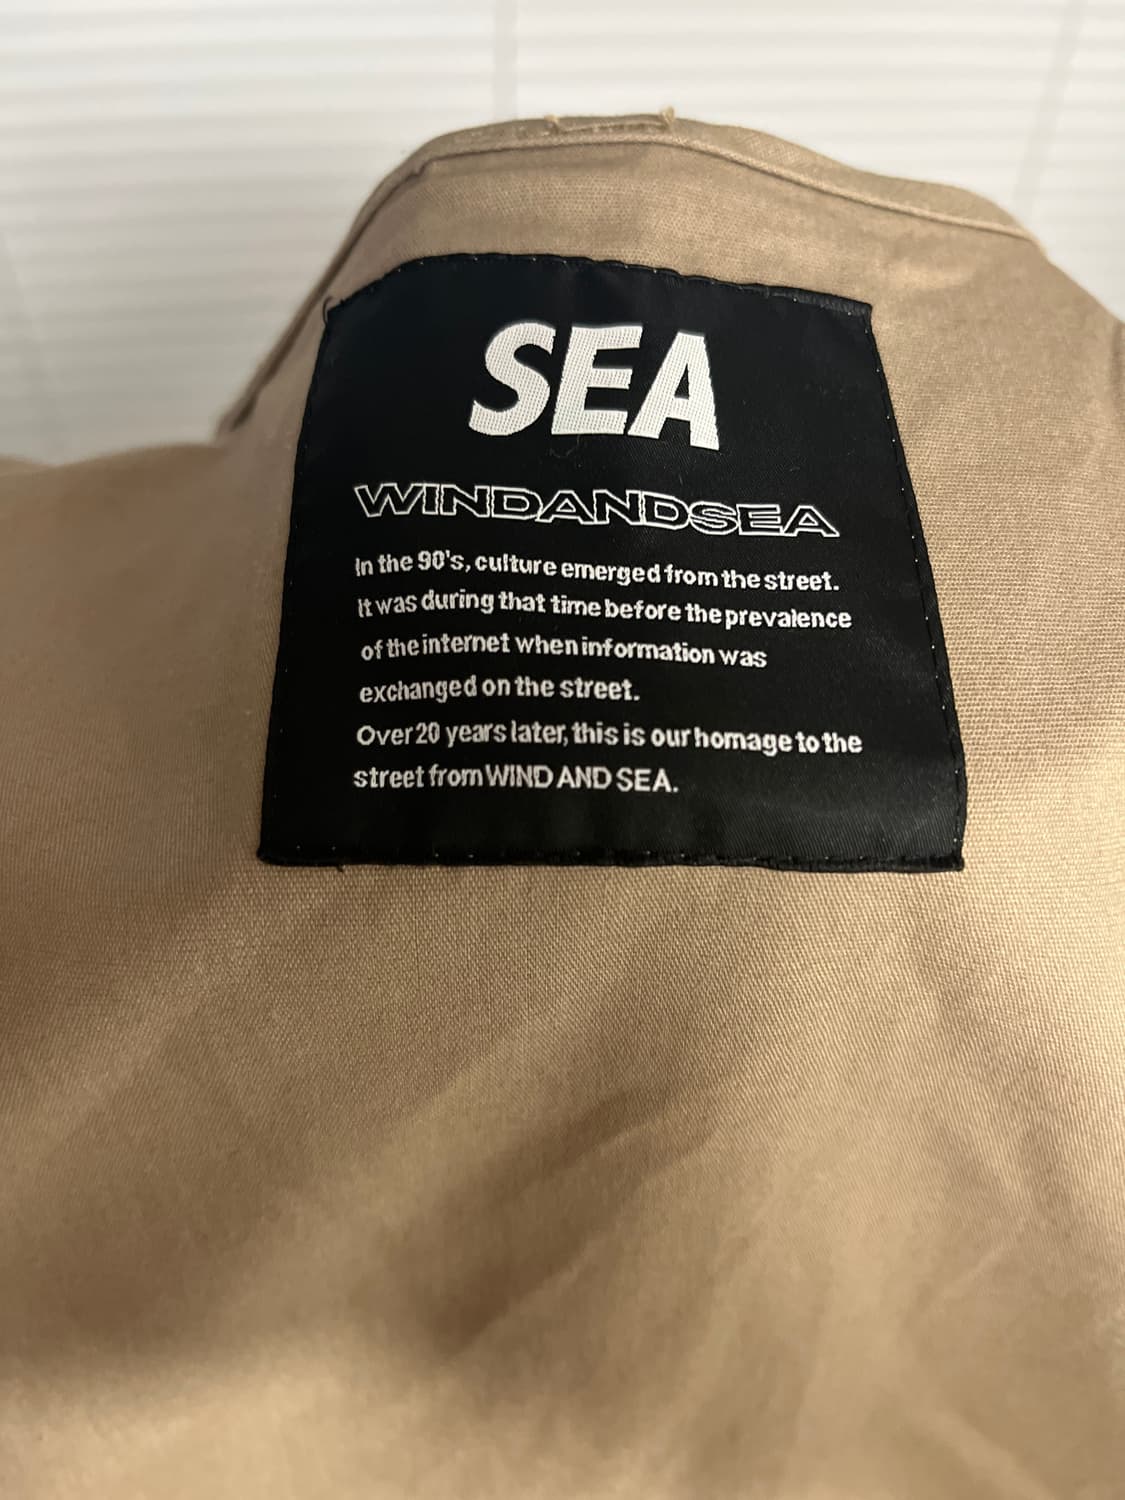 SEA
WINDANDSEA
In the 90's, culture emerged from the street.
It was during that time before the prevalence
of the internet when information was
exchanged on the street.
Over 20 years later, this is our homage to the
street from WIND AND SEA.